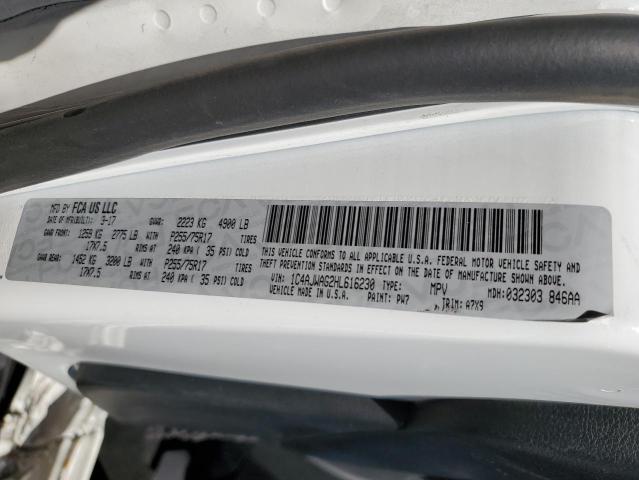 MFD BY FCA US LLC
DATE OF MFR(BUILT): 3-17 GVWR: 2223 KG 4900 LB
GAWR FRONT: 1259 KG 2775 LB WITH P255/75R17 TIRES
17X7.5 RIMS AT 240 KPA ( 35 PSI) COLD
GAWR REAR: 1452 KG 3200 LB WITH P255/75R17 TIRES
17X7.5 RIMS AT 240 KPA ( 35 PSI) COLD
THIS VEHICLE CONFORMS TO ALL APPLICABLE U.S.A. FEDERAL MOTOR VEHICLE SAFETY, BUMPER AND
THEFT PREVENTION STANDARDS IN EFFECT ON THE DATE OF MANUFACTURE SHOWN ABOVE.
VIN: 1C4AJWAG2HL616230 TYPE: MPV MDH: 032303 846AA
VEHICLE MADE IN U.S.A. PAINT: PW7 TRIM: A7X9